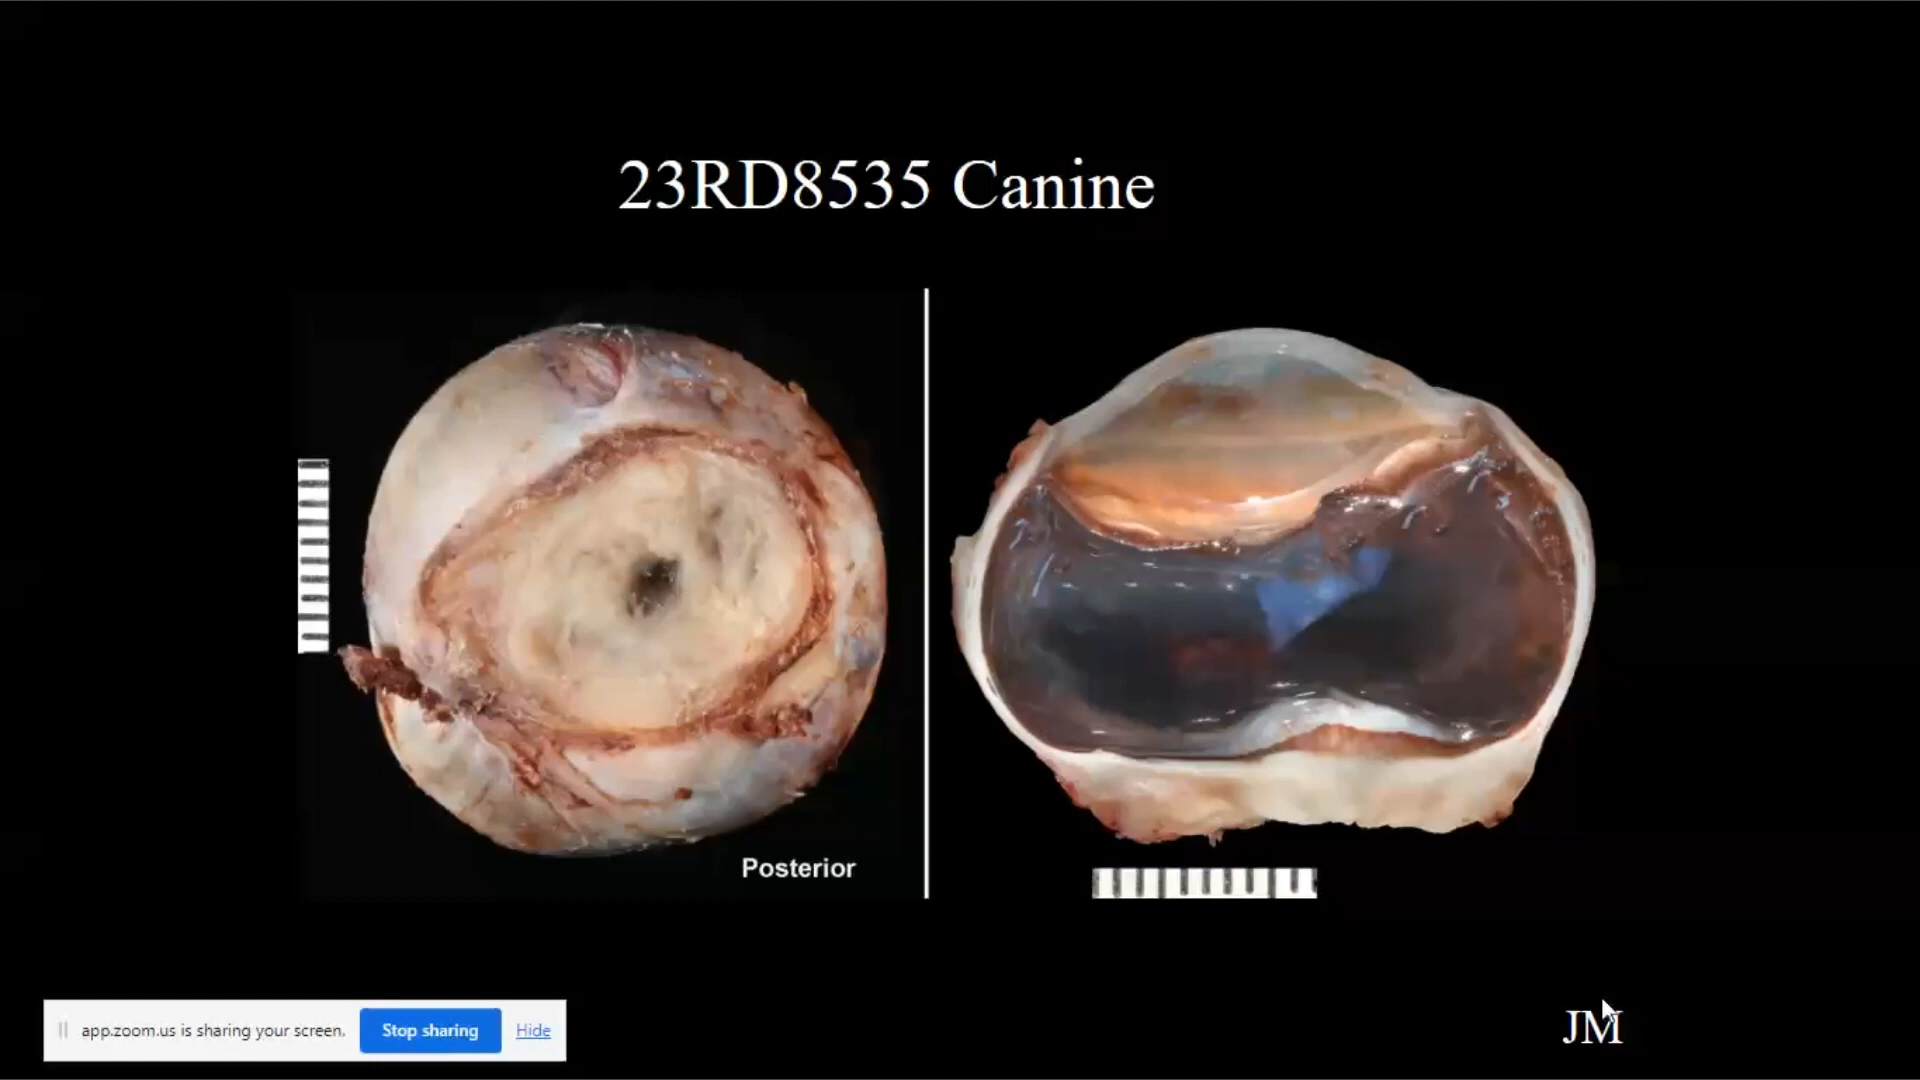 23RD8535 Canine
Posterior
app.zoom.us is sharing your screen.
Stop sharing
Hide
JM